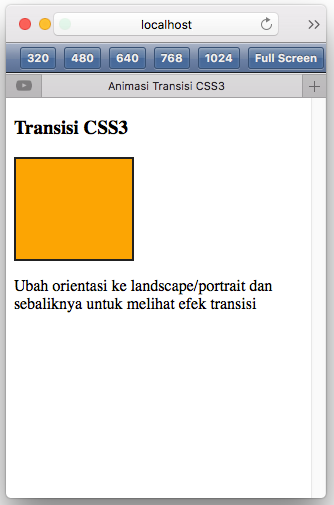 localhost
320 480 640 768 1024 Full Screen
Animasi Transisi CSS3
Transisi CSS3
Ubah orientasi ke landscape/portrait dan
sebaliknya untuk melihat efek transisi